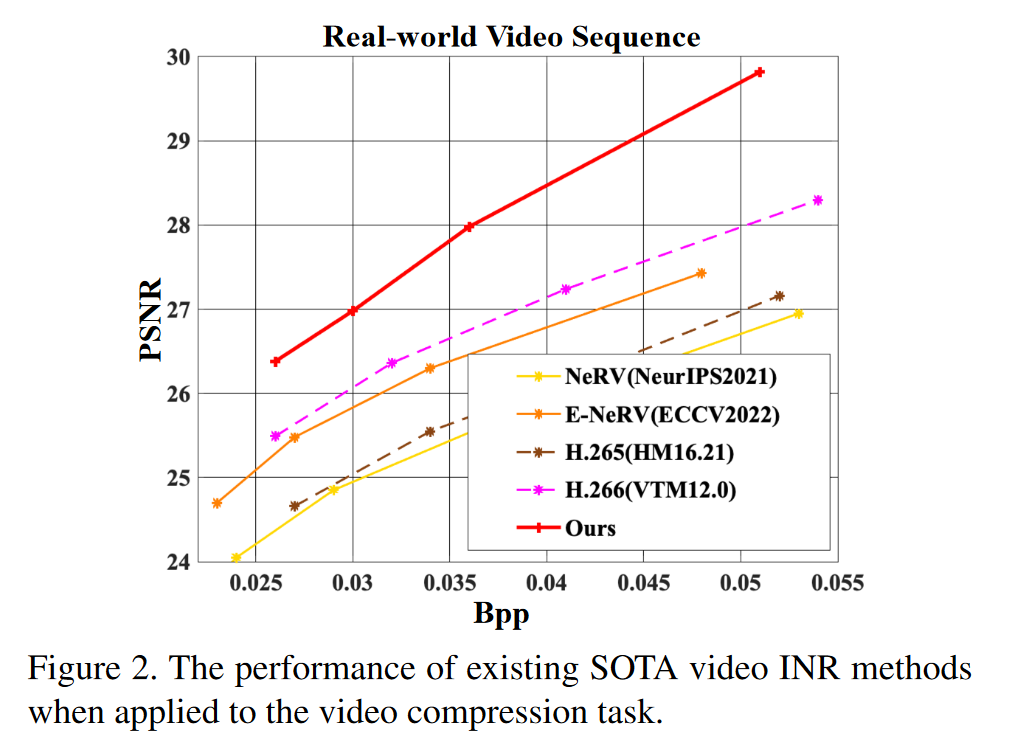 Real-world Video Sequence
30
29
28
27
26
25
24
PSNR
NeRV(NeurIPS2021)
E-NeRV(ECCV2022)
H.265(HM16.21)
H.266(VTM12.0)
Ours
0.025 0.03 0.035 0.04 0.045 0.05 0.055
Bpp
Figure 2. The performance of existing SOTA video INR methods
when applied to the video compression task.